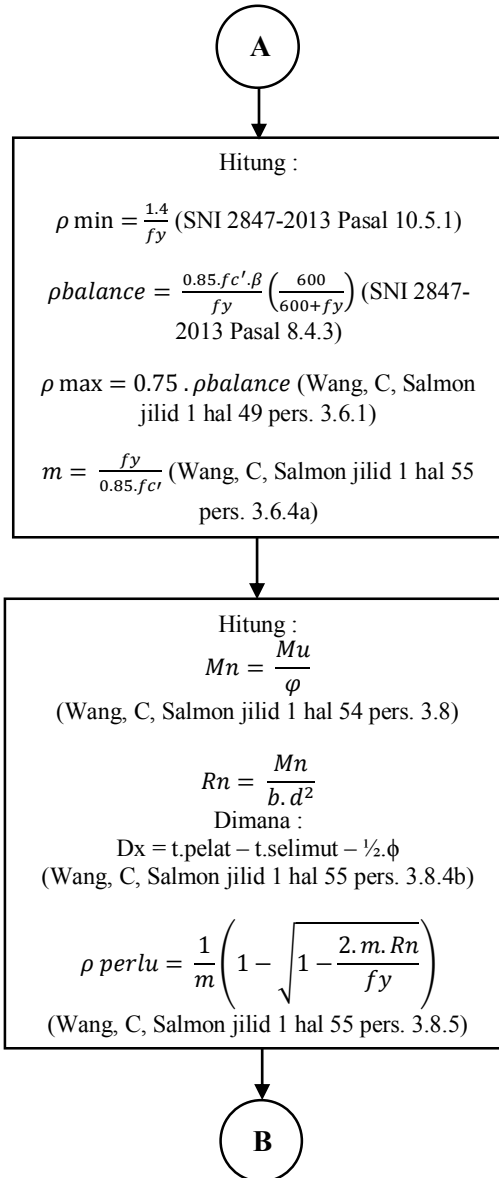 A
Hitung :
ρ min = 1.4/fy (SNI 2847-2013 Pasal 10.5.1)
ρbalance = 0.85.fc′.β/fy (600/(600+fy)) (SNI 2847-
2013 Pasal 8.4.3)
ρ max = 0.75 . ρbalance (Wang, C, Salmon
jilid 1 hal 49 pers. 3.6.1)
m = fy/0.85.fc′ (Wang, C, Salmon jilid 1 hal 55
pers. 3.6.4a)
Hitung :
Mn = Mu/φ
(Wang, C, Salmon jilid 1 hal 54 pers. 3.8)
Rn = Mn/b.d²
Dimana :
Dx = t.pelat – t.selimut – ½.ϕ
(Wang, C, Salmon jilid 1 hal 55 pers. 3.8.4b)
ρ perlu = 1/m (1 − √(1 − 2.m.Rn/fy))
(Wang, C, Salmon jilid 1 hal 55 pers. 3.8.5)
B